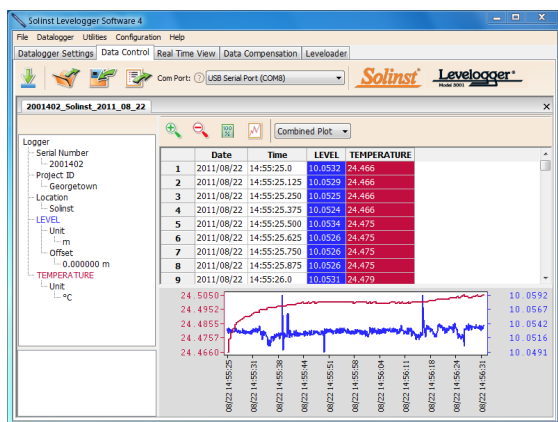 Solinst Levelogger Software 4
File Datalogger Utilities Configuration Help
Datalogger Settings Data Control Real Time View Data Compensation Leveloader
Com Port: ? USB Serial Port (COM8) Solinst Levelogger
Model 3001
2001402_Solinst_2011_08_22
Combined Plot
Logger
Serial Number
2001402
Project ID
Georgetown
Location
Solinst
LEVEL
Unit
m
Offset
0.000000 m
TEMPERATURE
Unit
°C
100%
Date Time LEVEL TEMPERATURE
1 2011/08/22 14:55:25.0 10.0532 24.466
2 2011/08/22 14:55:25.125 10.0529 24.466
3 2011/08/22 14:55:25.250 10.0525 24.466
4 2011/08/22 14:55:25.375 10.0524 24.466
5 2011/08/22 14:55:25.500 10.0534 24.475
6 2011/08/22 14:55:25.625 10.0526 24.475
7 2011/08/22 14:55:25.750 10.0526 24.475
8 2011/08/22 14:55:25.875 10.0526 24.475
9 2011/08/22 14:55:26.0 10.0531 24.479
24.5050 10.0592
24.4952 10.0567
24.4855 10.0542
24.4757 10.0516
24.4660 10.0491
08/22 14:55:25
08/22 14:55:31
08/22 14:55:38
08/22 14:55:44
08/22 14:55:51
08/22 14:55:58
08/22 14:56:04
08/22 14:56:11
08/22 14:56:18
08/22 14:56:24
08/22 14:56:31